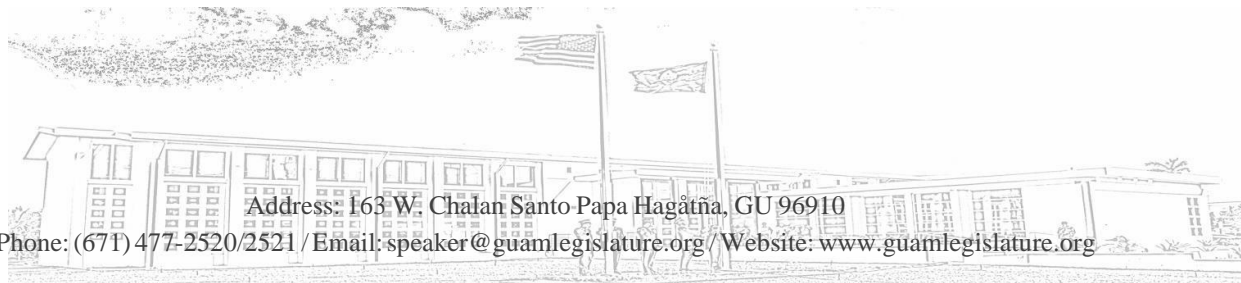 Address: 163 W. Chalan Santo Papa Hagåtña, GU 96910
Phone: (671) 477-2520/2521 / Email: speaker@guamlegislature.org / Website: www.guamlegislature.org